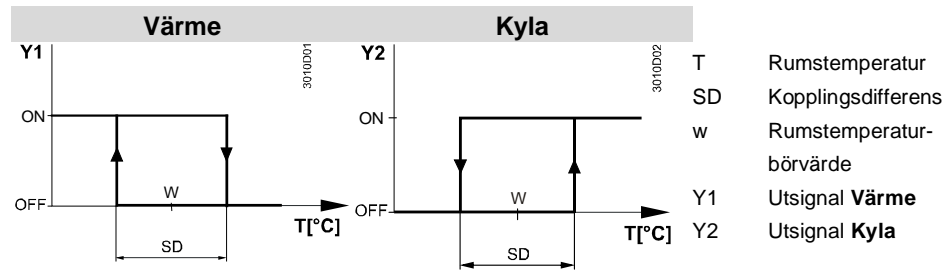 Värme
Kyla
Y1
3010D01
ON
W
OFF
T[°C]
SD
Y2
3010D02
ON
W
OFF
T[°C]
SD
T Rumstemperatur
SD Kopplingsdifferens
w Rumstemperatur-
börvärde
Y1 Utsignal Värme
Y2 Utsignal Kyla